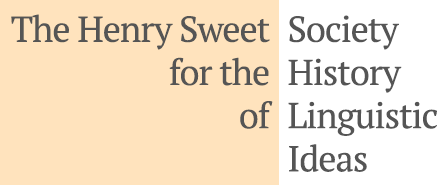 The Henry Sweet Society
for the History
of Linguistic
Ideas